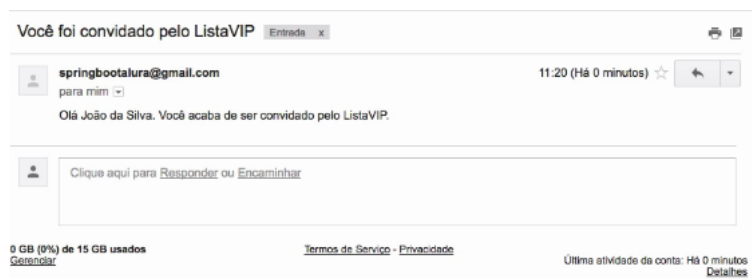 Você foi convidado pelo ListaVIP Entrada x
springbootalura@gmail.com 11:20 (Há 0 minutos)
para mim
Olá João da Silva. Você acaba de ser convidado pelo ListaVIP.
Clique aqui para Responder ou Encaminhar
0 GB (0%) de 15 GB usados
Gerenciar
Termos de Serviço - Privacidade
Última atividade da conta: Há 0 minutos
Detalhes